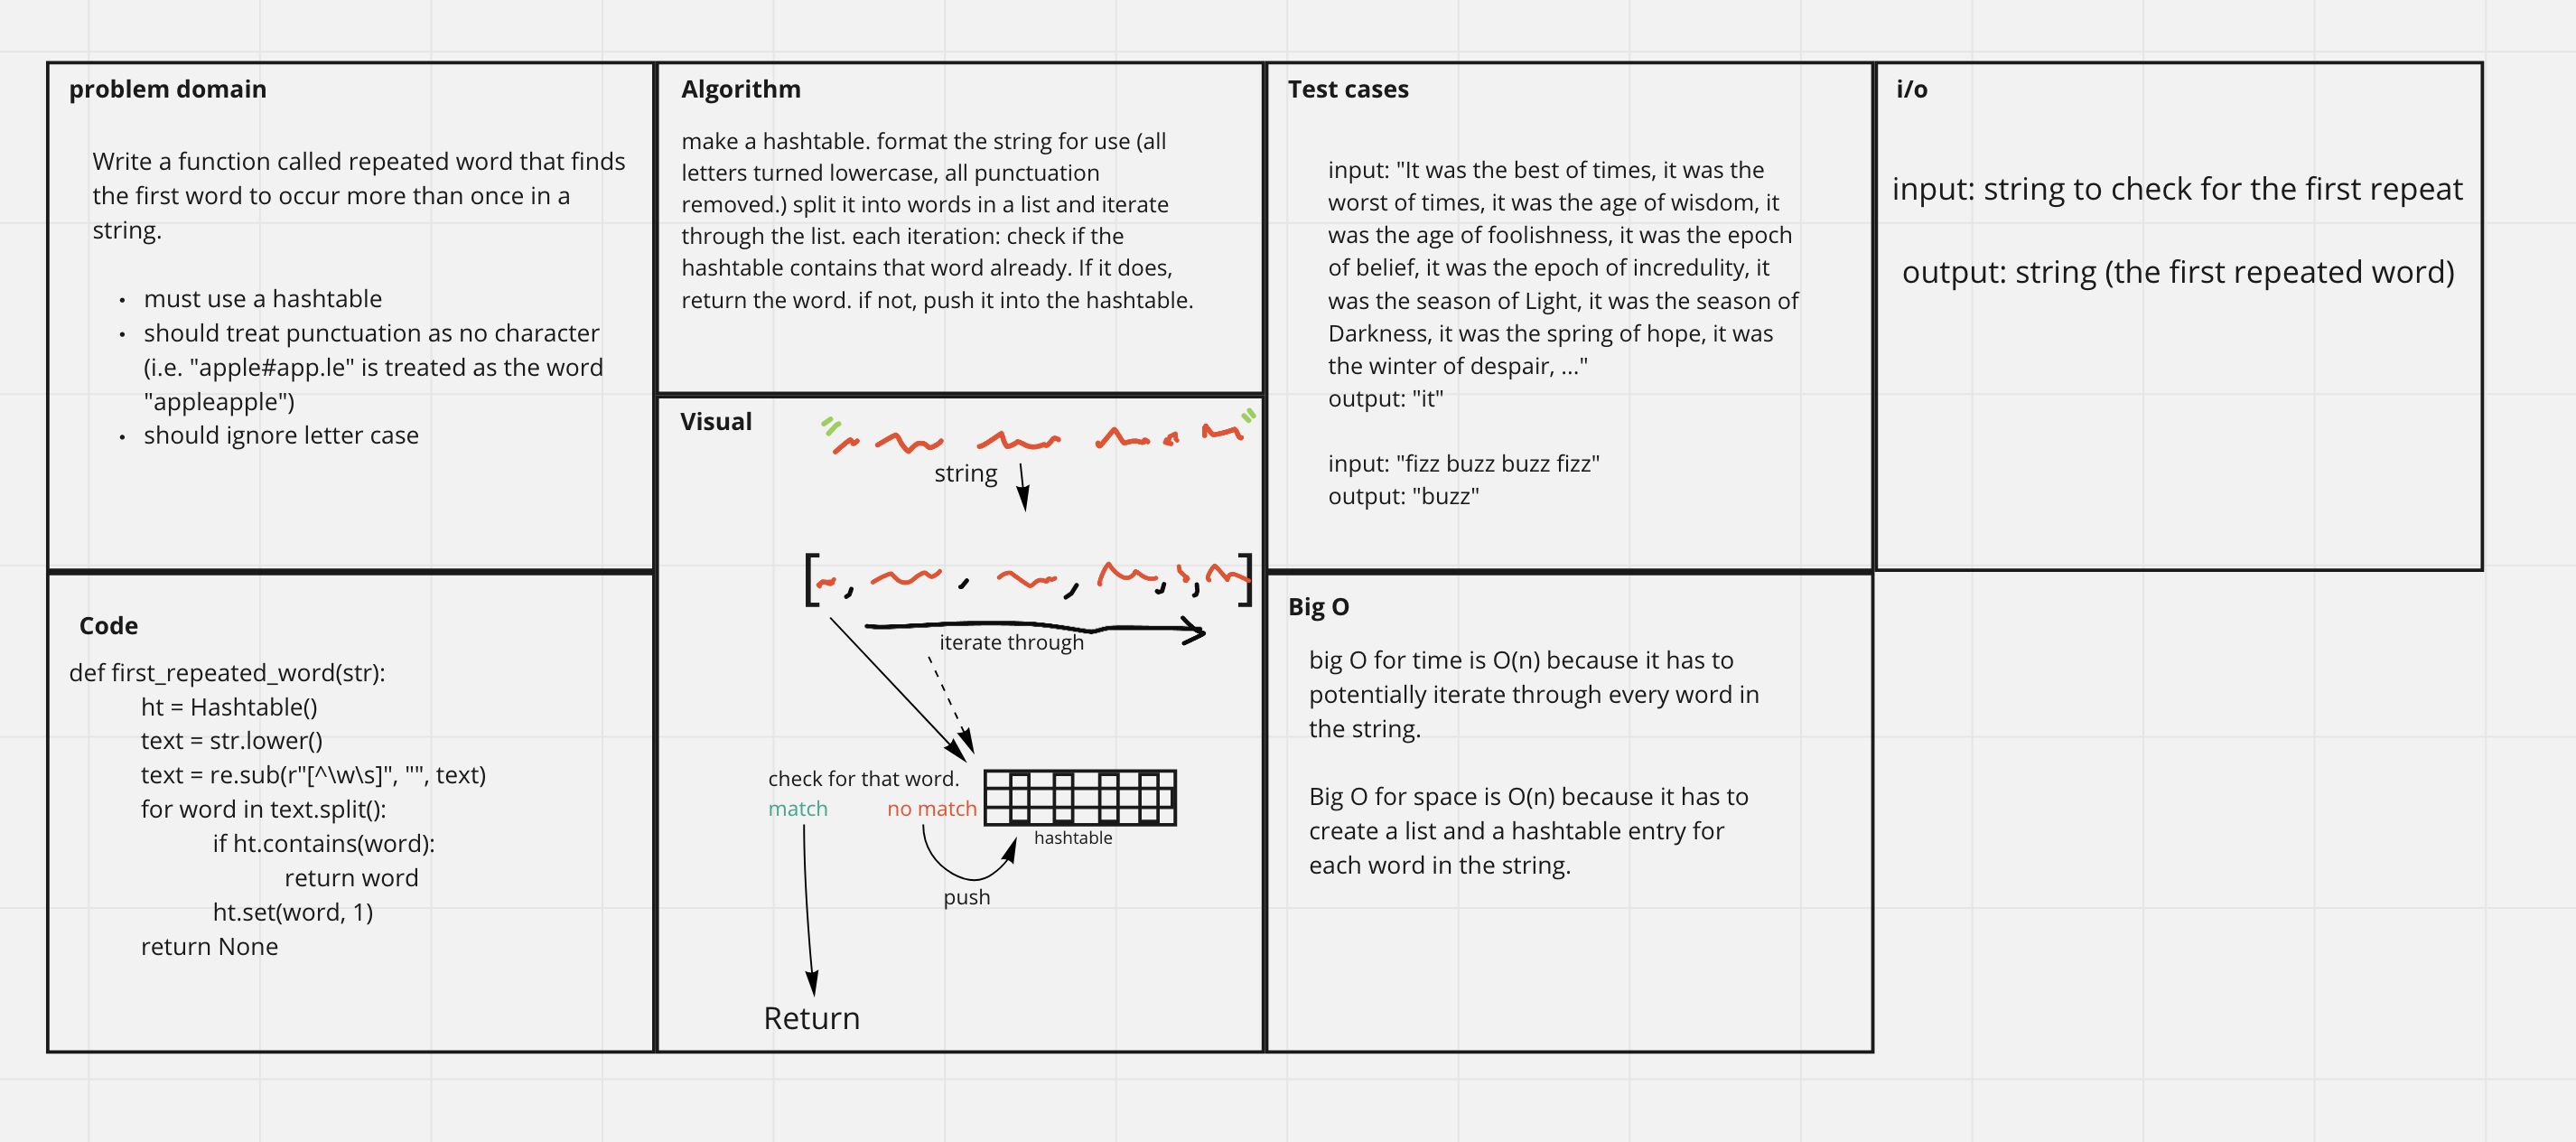 problem domain
Write a function called repeated word that finds
the first word to occur more than once in a
string.
• must use a hashtable
• should treat punctuation as no character
(i.e. "apple#app.le" is treated as the word
"appleapple")
• should ignore letter case
Code
def first_repeated_word(str):
ht = Hashtable()
text = str.lower()
text = re.sub(r"[^\w\s]", "", text)
for word in text.split():
if ht.contains(word):
return word
ht.set(word, 1)
return None
Algorithm
make a hashtable. format the string for use (all
letters turned lowercase, all punctuation
removed.) split it into words in a list and iterate
through the list. each iteration: check if the
hashtable contains that word already. If it does,
return the word. if not, push it into the hashtable.
Visual
string
[ , , , , , ]
iterate through
check for that word.
match no match
hashtable
push
Return
Test cases
input: "It was the best of times, it was the
worst of times, it was the age of wisdom, it
was the age of foolishness, it was the epoch
of belief, it was the epoch of incredulity, it
was the season of Light, it was the season of
Darkness, it was the spring of hope, it was
the winter of despair, ..."
output: "it"
input: "fizz buzz buzz fizz"
output: "buzz"
Big O
big O for time is O(n) because it has to
potentially iterate through every word in
the string.
Big O for space is O(n) because it has to
create a list and a hashtable entry for
each word in the string.
i/o
input: string to check for the first repeat
output: string (the first repeated word)